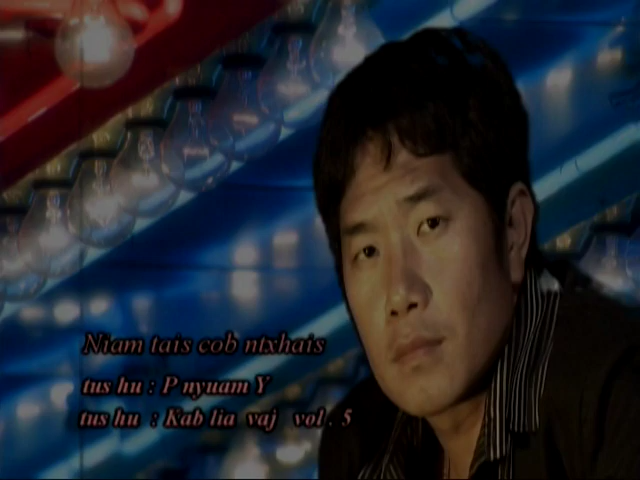 Niam tais cob ntxhais
tus hu : P nyuam Y
tus hu : Kab lia vaj vol . 5